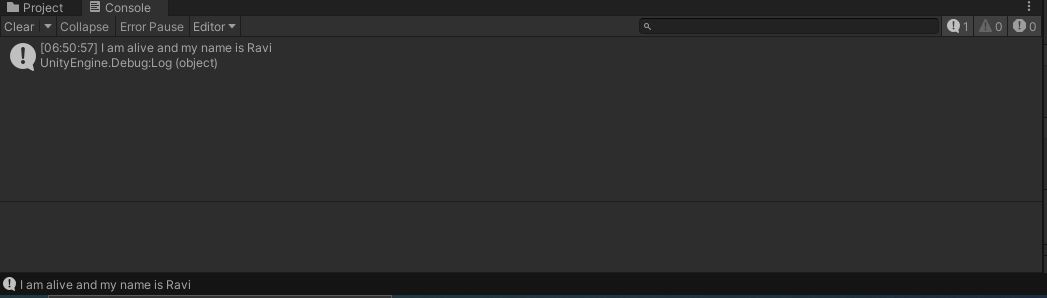 Project Console
Clear Collapse Error Pause Editor 1 0 0
[06:50:57] I am alive and my name is Ravi
UnityEngine.Debug:Log (object)
I am alive and my name is Ravi